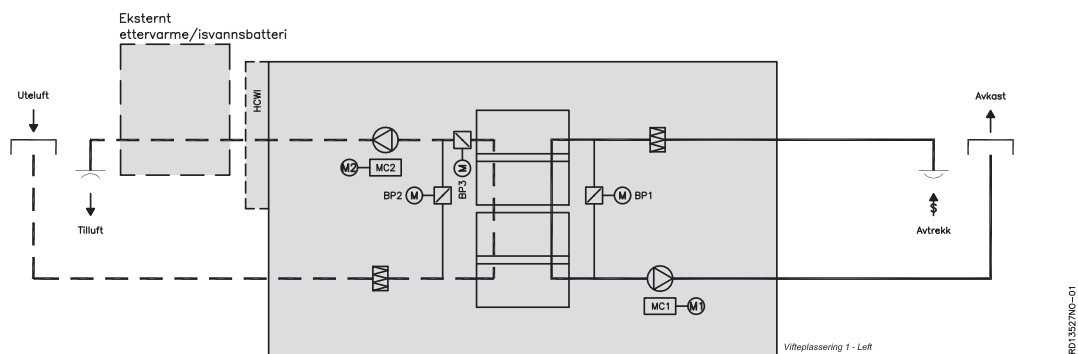 Eksternt
ettervarme/isvannsbatteri
Uteluft
HCWI
Avkast
M2
MC2
M
BP3
BP2
M
M
BP1
Tilluft
$
Avtrekk
MC1
M1
Vifteplassering 1 - Left
RD13527NO-01